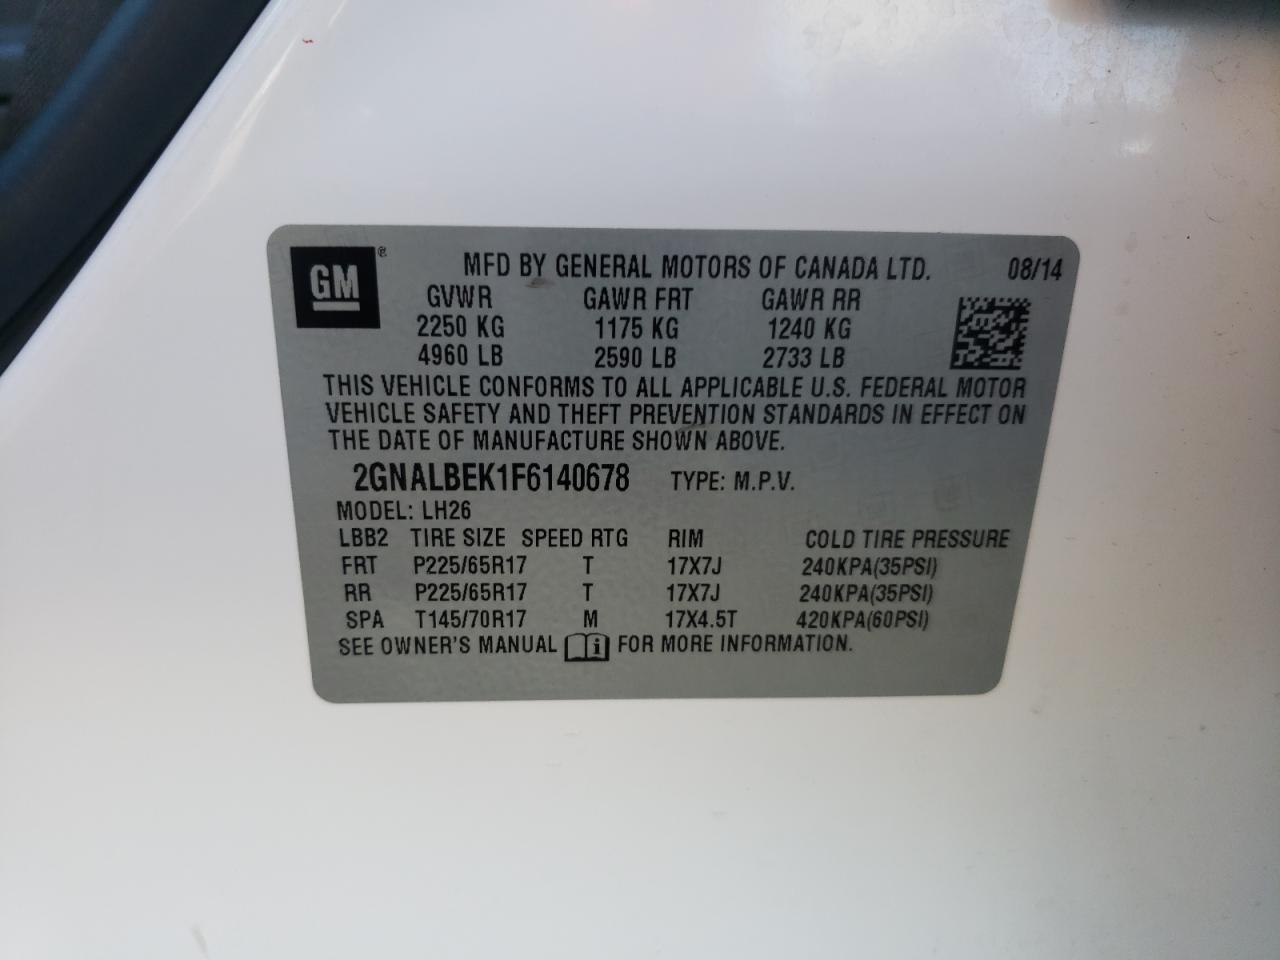 GM ® MFD BY GENERAL MOTORS OF CANADA LTD. 08/14
GVWR GAWR FRT GAWR RR
2250 KG 1175 KG 1240 KG
4960 LB 2590 LB 2733 LB
THIS VEHICLE CONFORMS TO ALL APPLICABLE U.S. FEDERAL MOTOR
VEHICLE SAFETY AND THEFT PREVENTION STANDARDS IN EFFECT ON
THE DATE OF MANUFACTURE SHOWN ABOVE.
2GNALBEK1F6140678 TYPE: M.P.V.
MODEL: LH26
LBB2 TIRE SIZE SPEED RTG RIM COLD TIRE PRESSURE
FRT P225/65R17 T 17X7J 240KPA(35PSI)
RR P225/65R17 T 17X7J 240KPA(35PSI)
SPA T145/70R17 M 17X4.5T 420KPA(60PSI)
SEE OWNER'S MANUAL i FOR MORE INFORMATION.